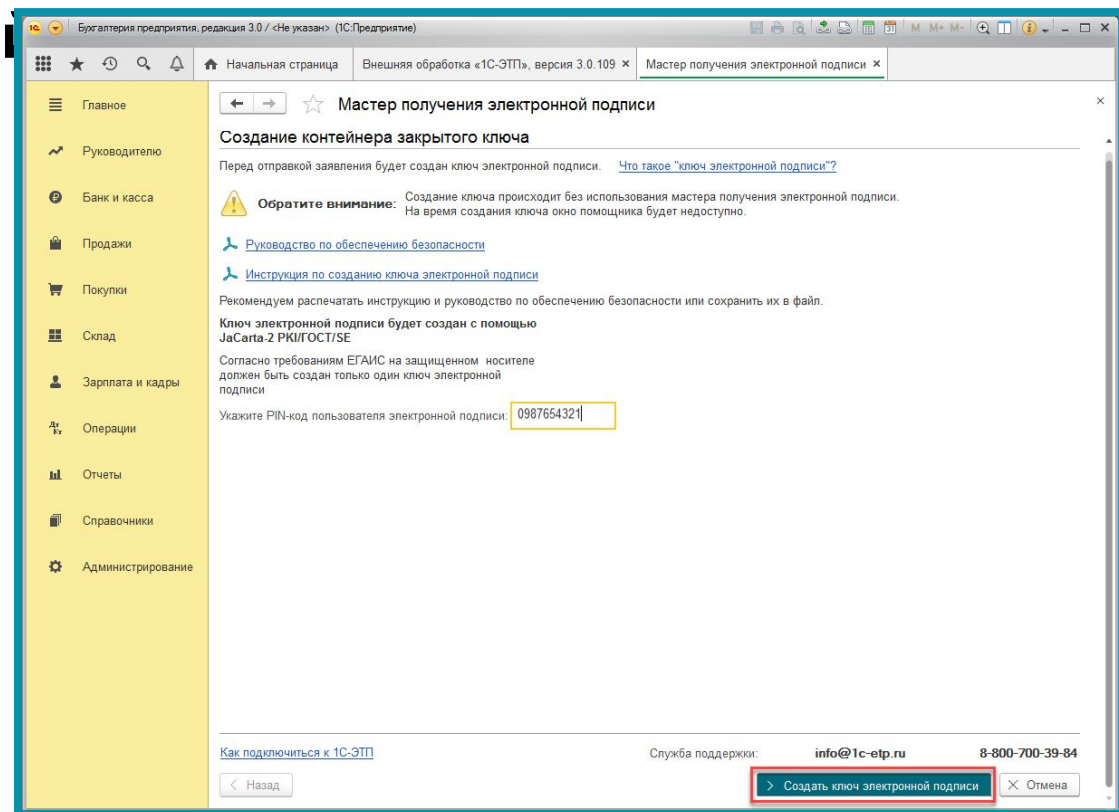 Бухгалтерия предприятия, редакция 3.0 / <Не указан> (1С:Предприятие)
M M+ M-
Начальная страница
Внешняя обработка «1С-ЭТП», версия 3.0.109 ×
Мастер получения электронной подписи ×
Главное
Руководителю
Банк и касса
Продажи
Покупки
Склад
Зарплата и кадры
Операции
Отчеты
Справочники
Администрирование
Мастер получения электронной подписи
Создание контейнера закрытого ключа
Перед отправкой заявления будет создан ключ электронной подписи. Что такое "ключ электронной подписи"?
Обратите внимание: Создание ключа происходит без использования мастера получения электронной подписи.
На время создания ключа окно помощника будет недоступно.
Руководство по обеспечению безопасности
Инструкция по созданию ключа электронной подписи
Рекомендуем распечатать инструкцию и руководство по обеспечению безопасности или сохранить их в файл.
Ключ электронной подписи будет создан с помощью
JaCarta-2 PKI/ГОСТ/SE
Согласно требованиям ЕГАИС на защищенном носителе
должен быть создан только один ключ электронной
подписи
Укажите PIN-код пользователя электронной подписи: 0987654321
Как подключиться к 1С-ЭТП
Служба поддержки: info@1c-etp.ru 8-800-700-39-84
< Назад
> Создать ключ электронной подписи
× Отмена